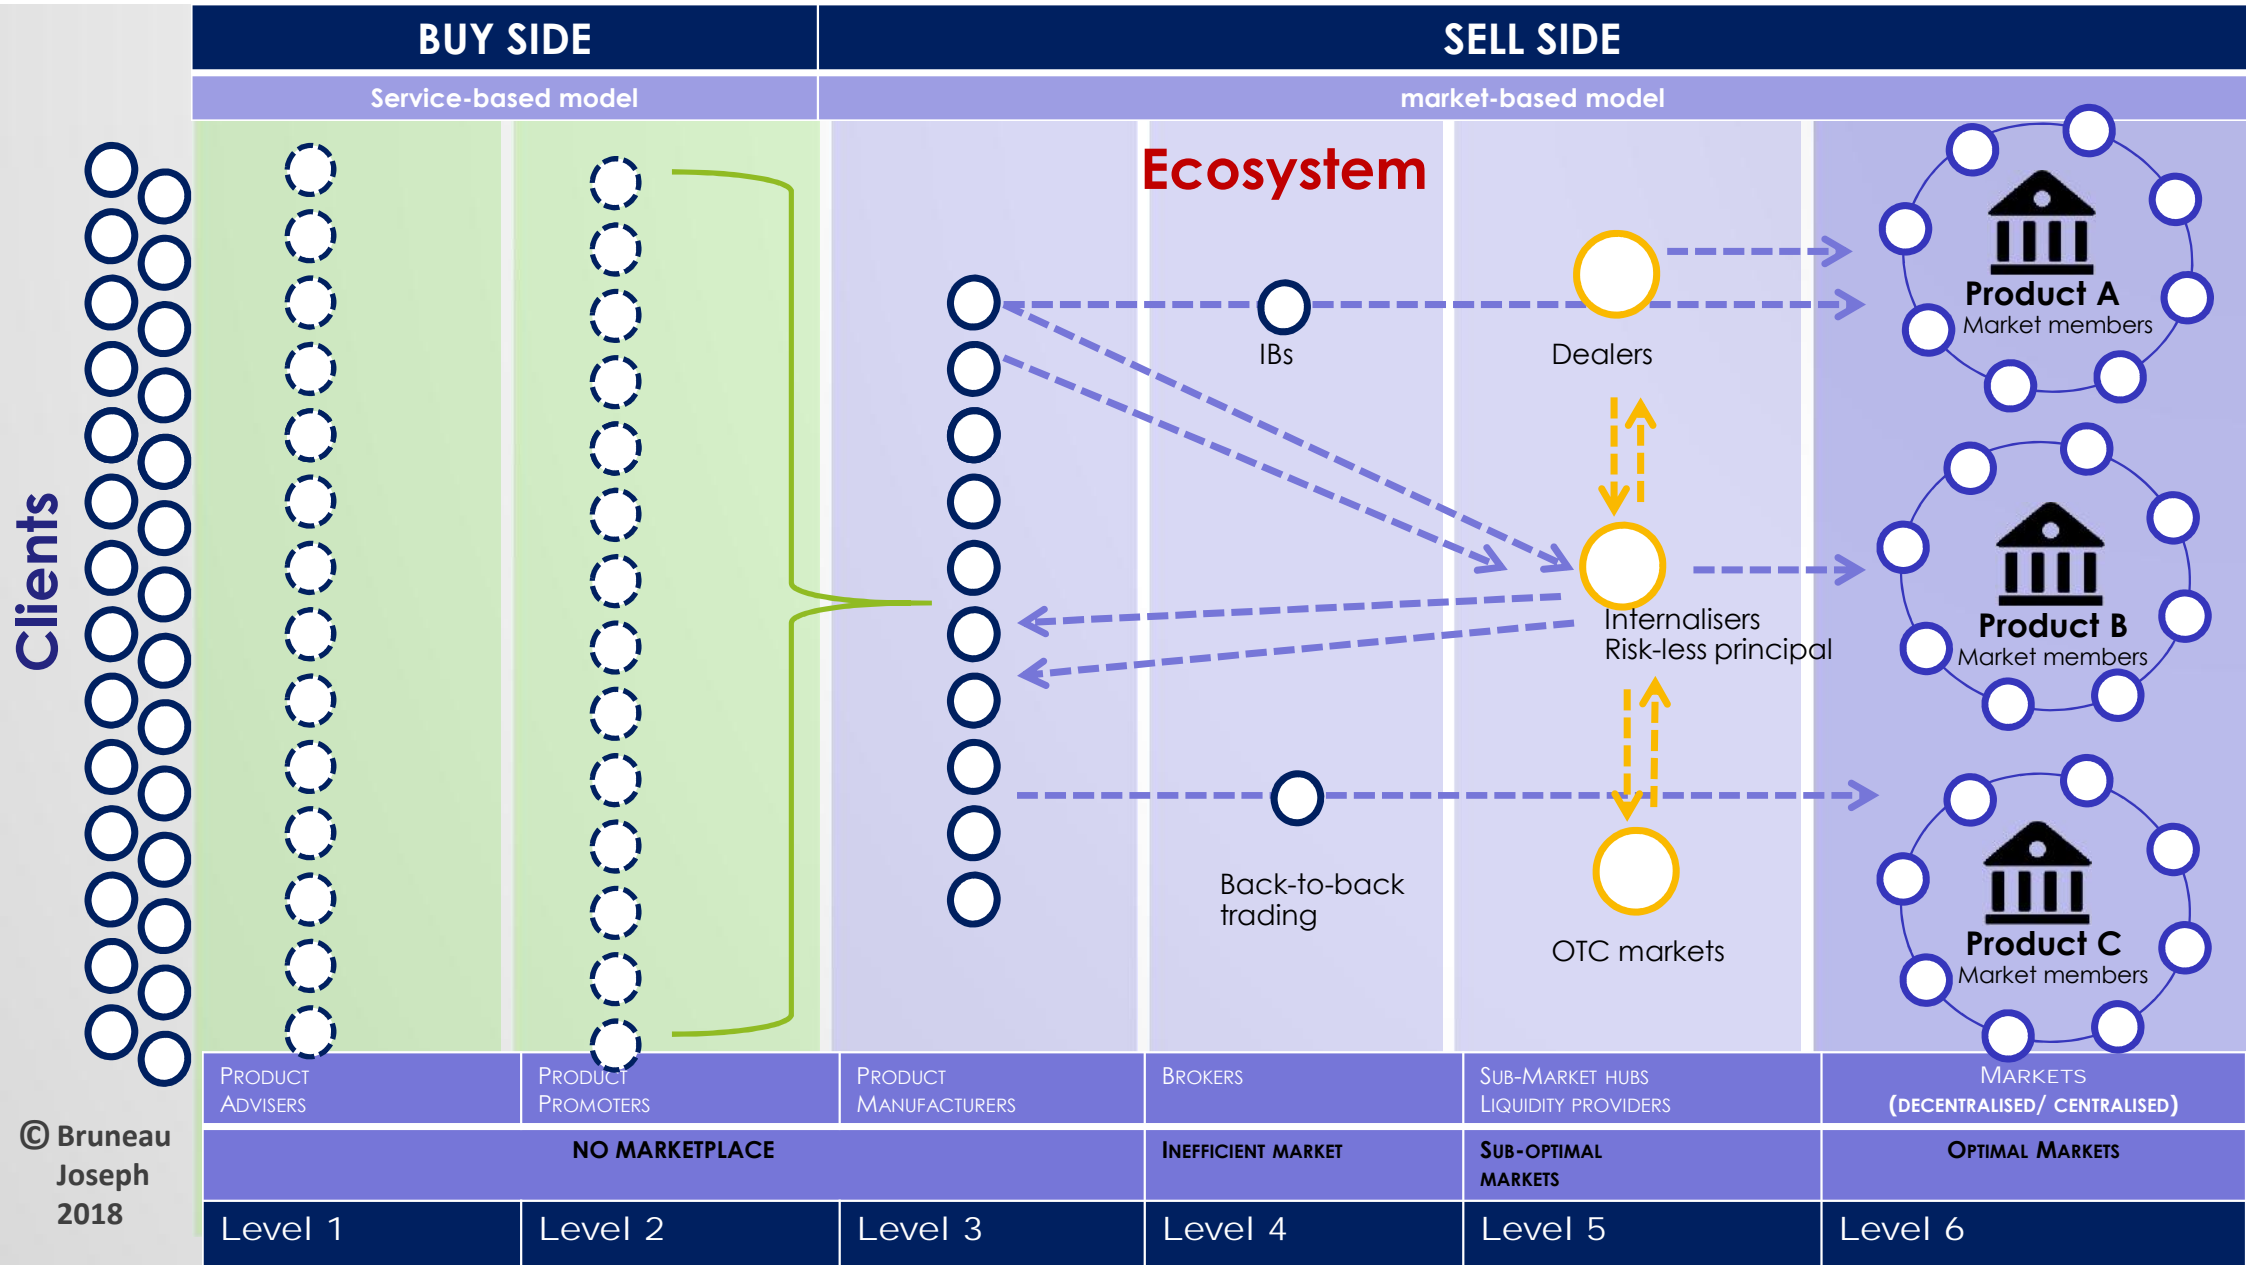 BUY SIDE
SELL SIDE
Service-based model
market-based model
Ecosystem
Clients
IBs
Dealers
Internalisers
Risk-less principal
Back-to-back
trading
OTC markets
Product A
Market members
Product B
Market members
Product C
Market members
PRODUCT
ADVISERS
PRODUCT
PROMOTERS
PRODUCT
MANUFACTURERS
BROKERS
SUB-MARKET HUBS
LIQUIDITY PROVIDERS
MARKETS
(DECENTRALISED/ CENTRALISED)
NO MARKETPLACE
INEFFICIENT MARKET
SUB-OPTIMAL
MARKETS
OPTIMAL MARKETS
Level 1
Level 2
Level 3
Level 4
Level 5
Level 6
© Bruneau
Joseph
2018